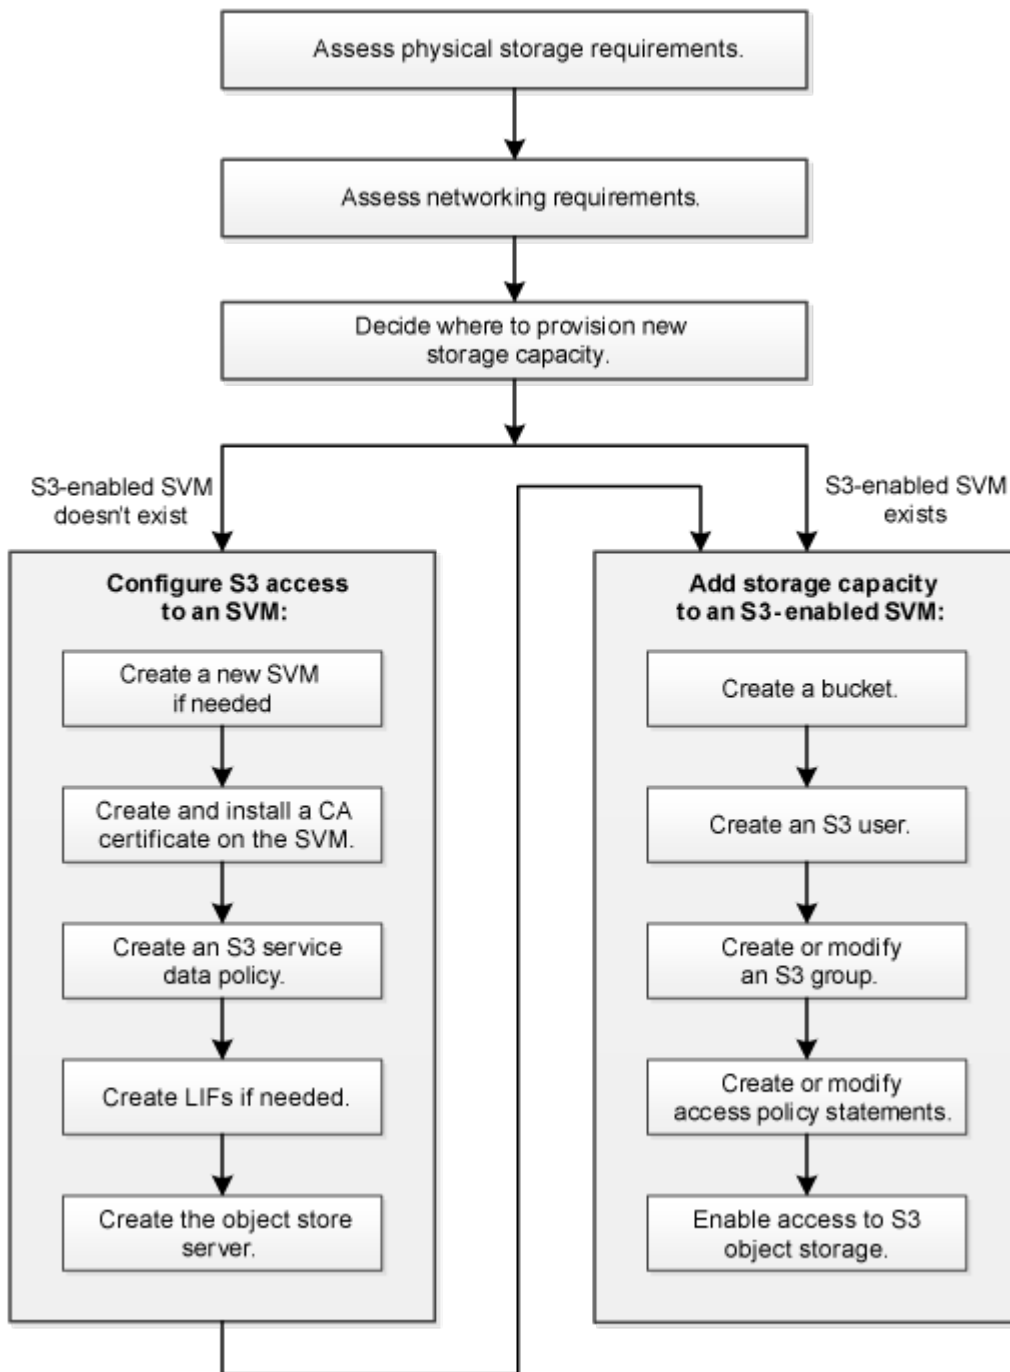 Assess physical storage requirements.
Assess networking requirements.
Decide where to provision new
storage capacity.
S3-enabled SVM
doesn't exist
S3-enabled SVM
exists
Configure S3 access
to an SVM:
Create a new SVM
if needed
Create and install a CA
certificate on the SVM.
Create an S3 service
data policy.
Create LIFs if needed.
Create the object store
server.
Add storage capacity
to an S3-enabled SVM:
Create a bucket.
Create an S3 user.
Create or modify
an S3 group.
Create or modify
access policy statements.
Enable access to S3
object storage.